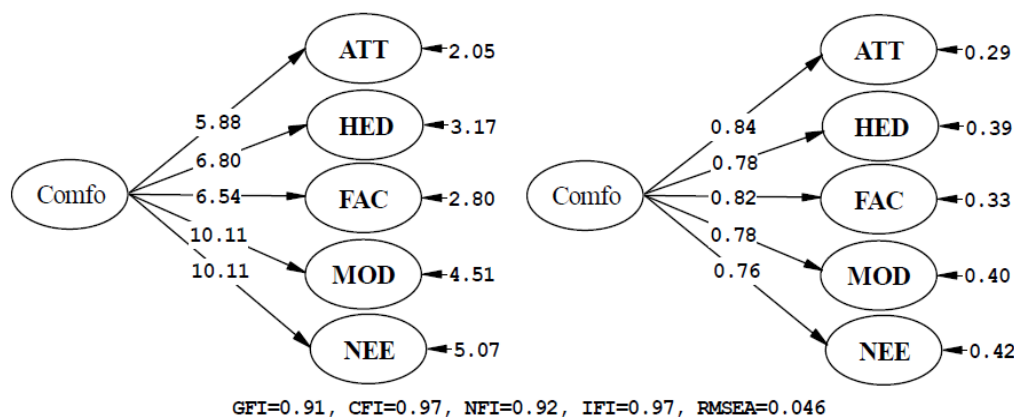 ATT
2.05
5.88
HED
3.17
6.80
Comfo
6.54
FAC
2.80
10.11
MOD
4.51
10.11
NEE
5.07
ATT
0.29
0.84
HED
0.39
0.78
Comfo
0.82
FAC
0.33
0.78
MOD
0.40
0.76
NEE
0.42
GFI=0.91, CFI=0.97, NFI=0.92, IFI=0.97, RMSEA=0.046